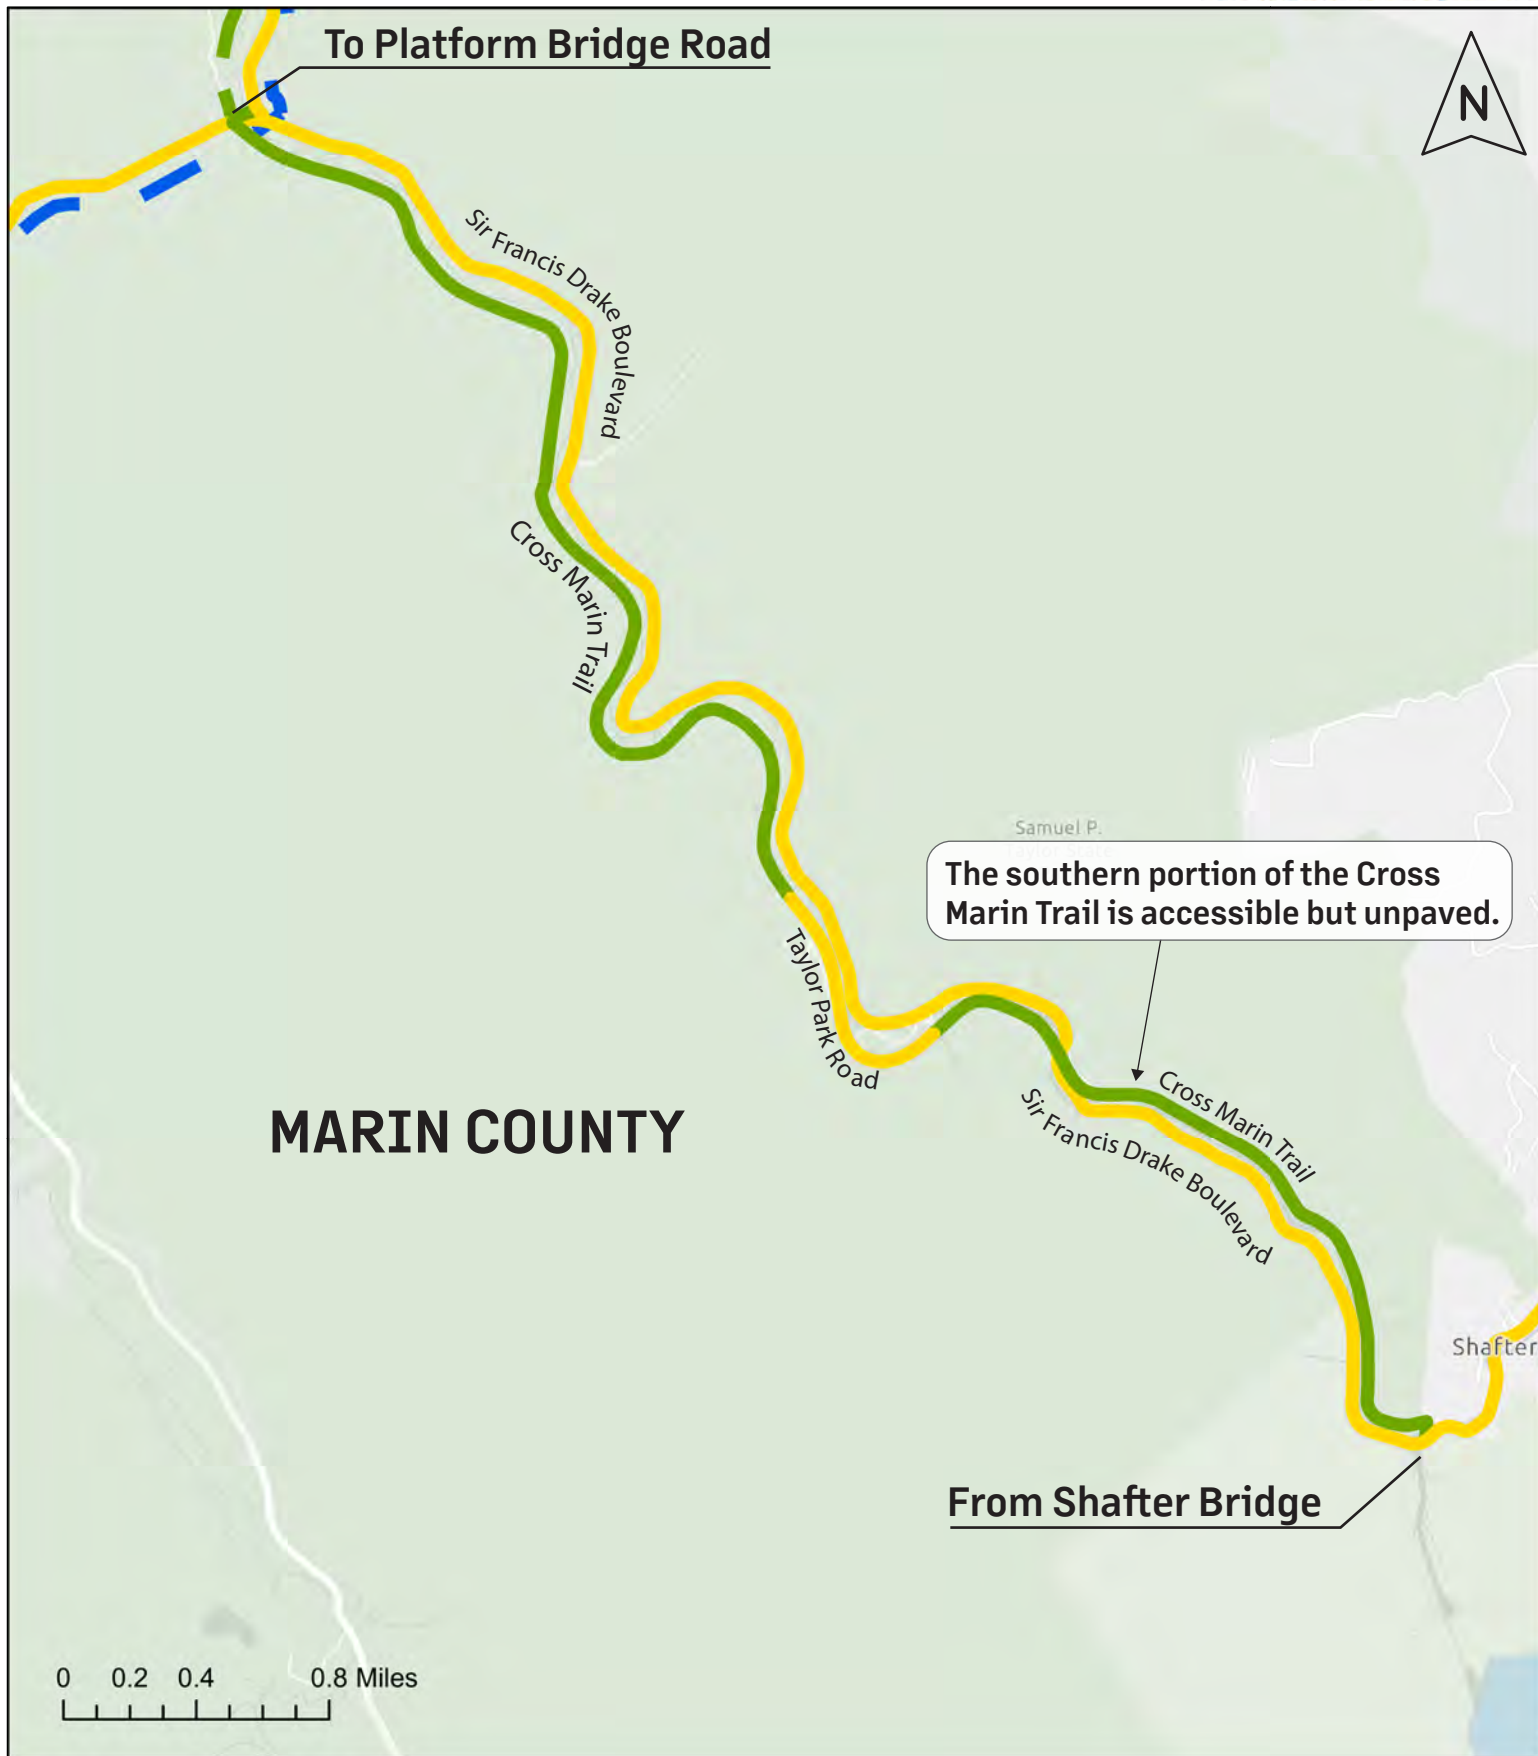 To Platform Bridge Road
N
Sir Francis Drake Boulevard
Cross Marin Trail
Samuel P.
Taylor State
The southern portion of the Cross
Marin Trail is accessible but unpaved.
Taylor Park Road
Cross Marin Trail
Sir Francis Drake Boulevard
MARIN COUNTY
Shafter
From Shafter Bridge
0 0.2 0.4 0.8 Miles